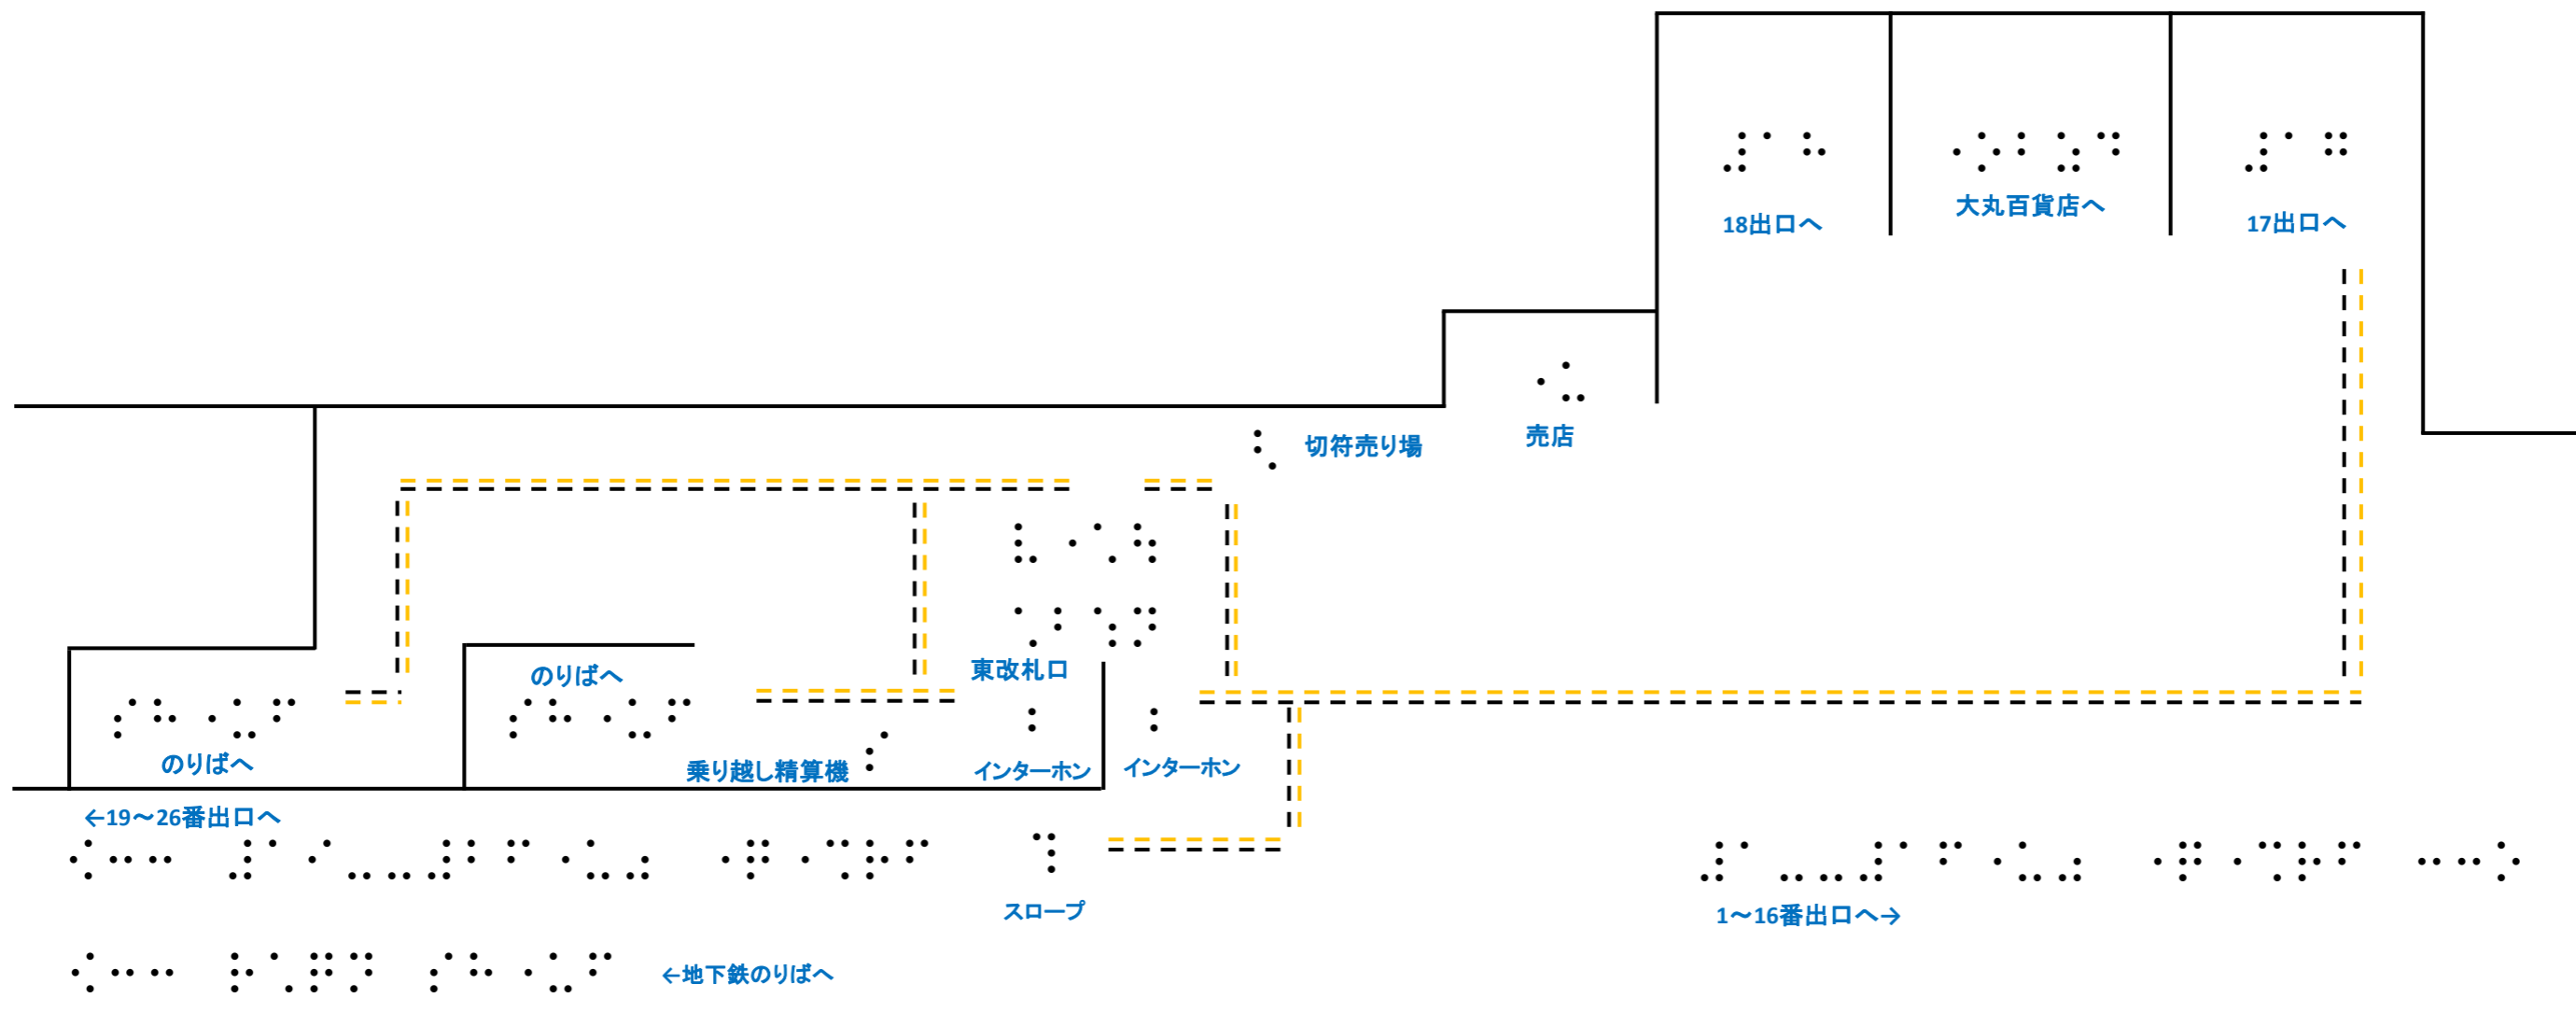 18出口へ
大丸百貨店へ
17出口へ
切符売り場
売店
東改札口
のりばへ
のりばへ
乗り越し精算機
インターホン
インターホン
←19～26番出口へ
スロープ
1～16番出口へ→
←地下鉄のりばへ